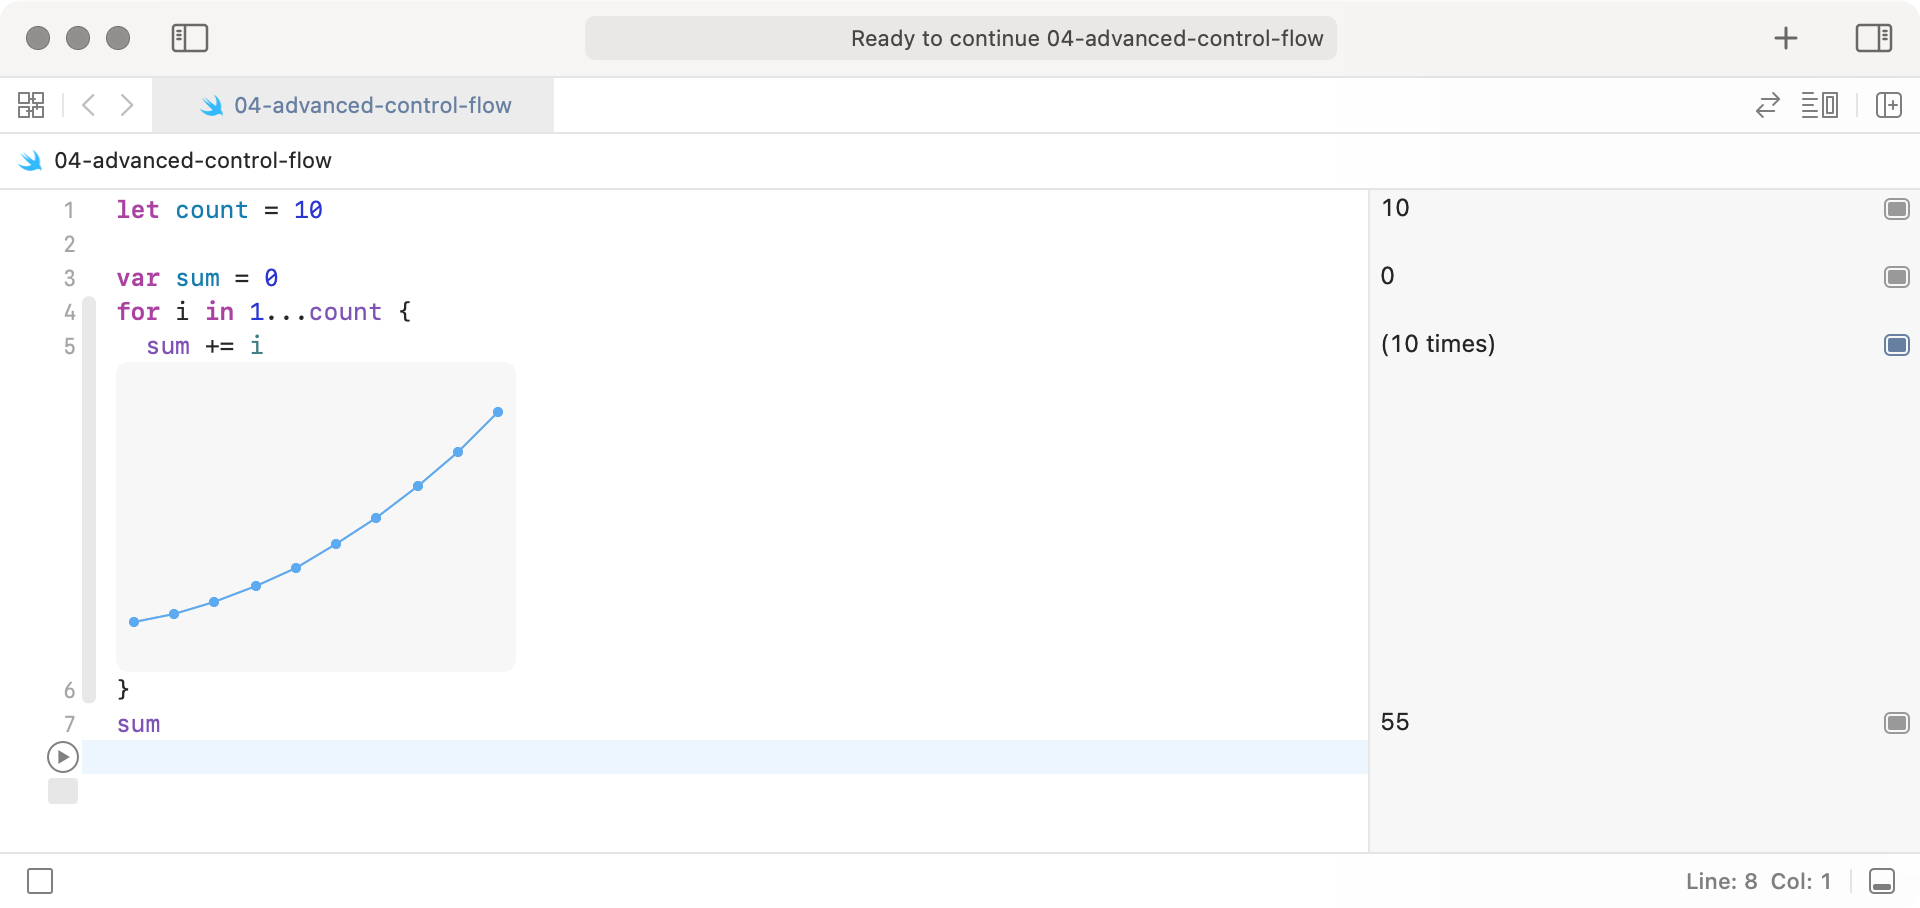 Ready to continue 04-advanced-control-flow
04-advanced-control-flow
04-advanced-control-flow
1 let count = 10 10
2
3 var sum = 0 0
4 for i in 1...count {
5 sum += i (10 times)
6 }
7 sum 55
Line: 8 Col: 1